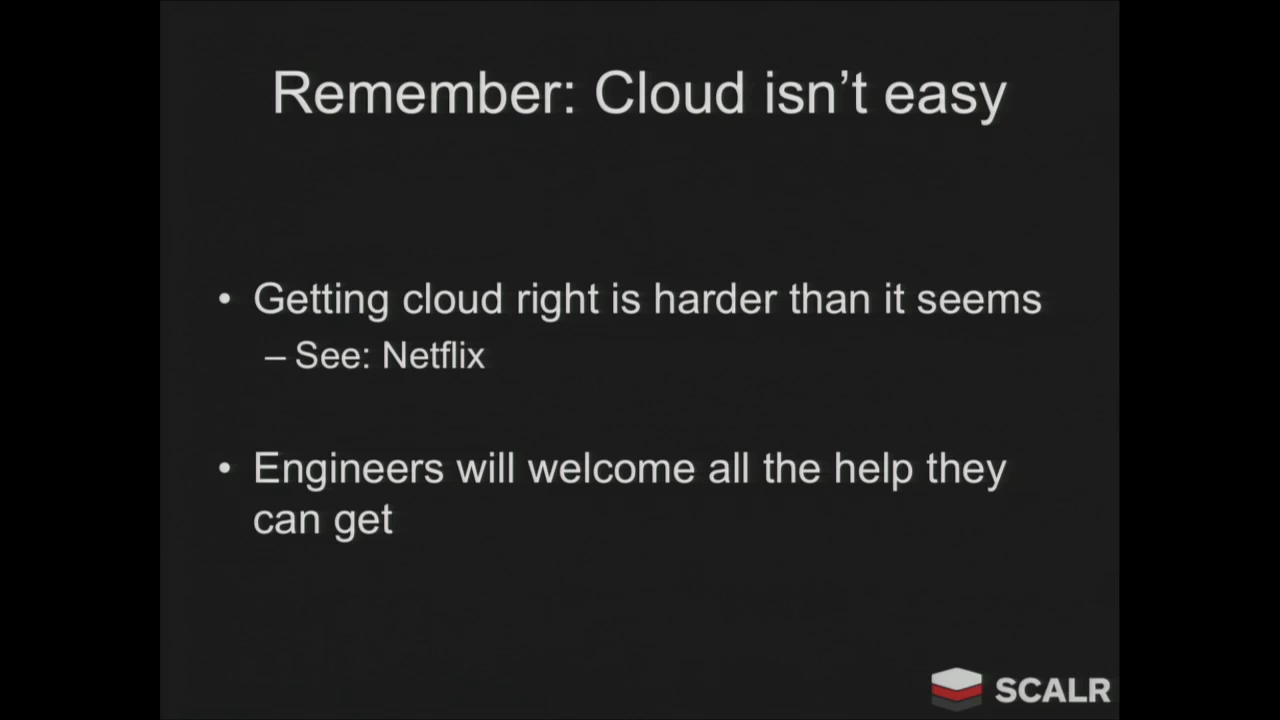 Remember: Cloud isn’t easy
• Getting cloud right is harder than it seems
– See: Netflix
• Engineers will welcome all the help they
can get
SCALR